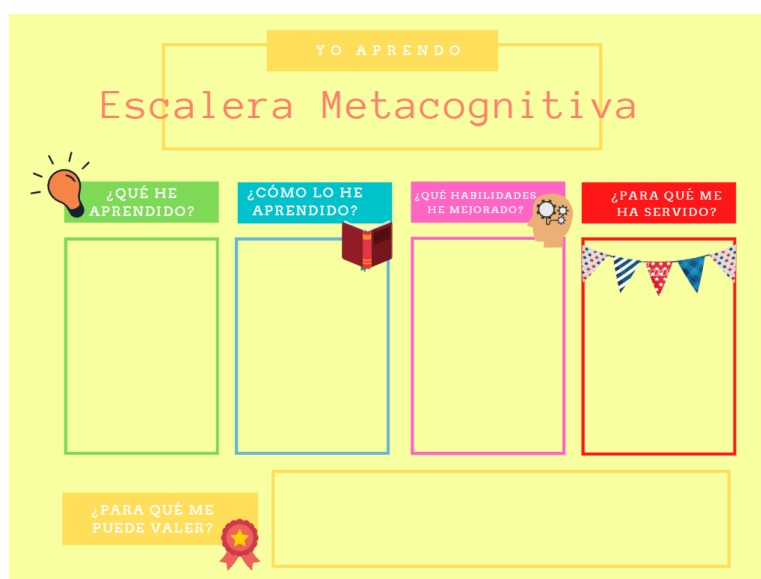 YO APRENDO
Escalera Metacognitiva
¿QUÉ HE
APRENDIDO?
¿CÓMO LO HE
APRENDIDO?
¿QUÉ HABILIDADES
HE MEJORADO?
¿PARA QUÉ ME
HA SERVIDO?
¿PARA QUÉ ME
PUEDE VALER?